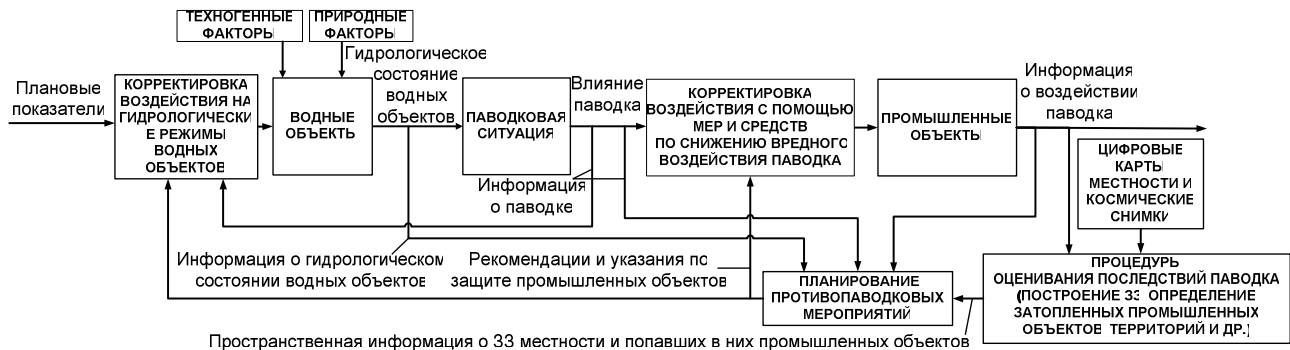 ТЕХНОГЕННЫЕ
ФАКТОРЫ
ПРИРОДНЫЕ
ФАКТОРЫ
Плановые
показатели
КОРРЕКТИРОВКА
ВОЗДЕЙСТВИЯ НА
ГИДРОЛОГИЧЕСКИ
Е РЕЖИМЫ
ВОДНЫХ
ОБЪЕКТОВ
ВОДНЫЕ
ОБЪЕКТЬ
Гидрологическое
состояние
водных
объектов
ПАВОДКОВАЯ
СИТУАЦИЯ
Влияние
паводка
КОРРЕКТИРОВКА
ВОЗДЕЙСТВИЯ С ПОМОЩЬЮ
МЕР И СРЕДСТВ
ПО СНИЖЕНИЮ ВРЕДНОГО
ВОЗДЕЙСТВИЯ ПАВОДКА
ПРОМЫШЛЕННЫЕ
ОБЪЕКТЫ
Информация
о воздействии
паводка
ЦИФРОВЫЕ
КАРТЫ
МЕСТНОСТИ И
КОСМИЧЕСКИЕ
СНИМКИ
Информация
о паводке
Информация о гидрологическом
состоянии водных объектов
Рекомендации и указания по
защите промышленных объектов
ПЛАНИРОВАНИЕ
ПРОТИВОПАВОДКОВЫХ
МЕРОПРИЯТИЙ
ПРОЦЕДУРЬ
ОЦЕНИВАНИЯ ПОСЛЕДСТВИЙ ПАВОДКА
(ПОСТРОЕНИЕ ЗЗ ОПРЕДЕЛЕНИЕ
ЗАТОПЛЕННЫХ ПРОМЫШЛЕННЫХ
ОБЪЕКТОВ ТЕРРИТОРИЙ И ДР.)
Пространственная информация о ЗЗ местности и попавших в них промышленных объектов